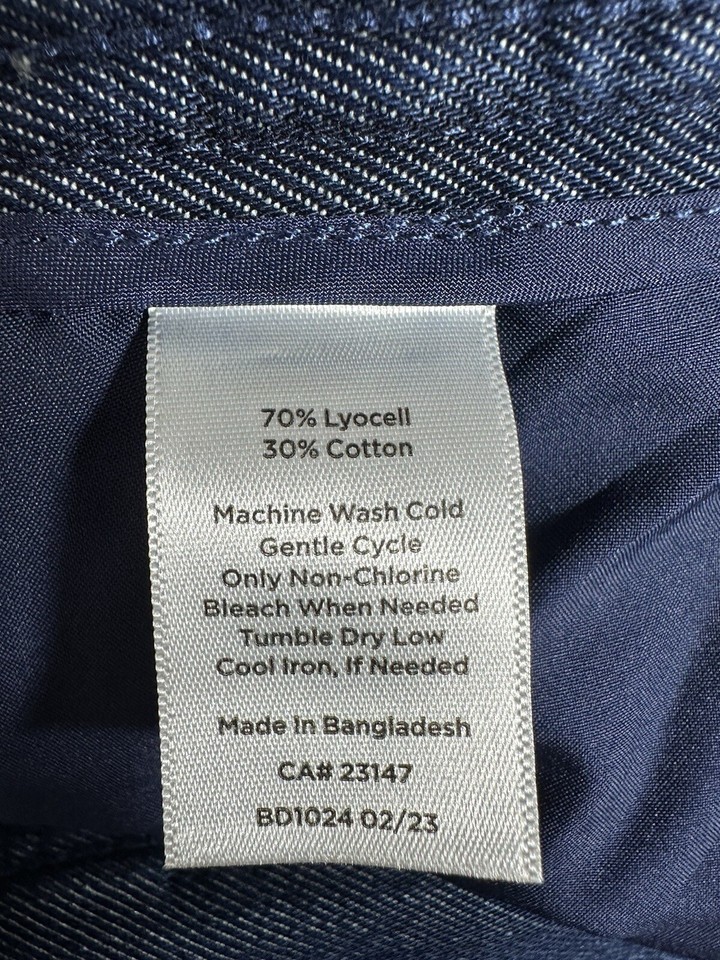 70% Lyocell
30% Cotton
Machine Wash Cold
Gentle Cycle
Only Non-Chlorine
Bleach When Needed
Tumble Dry Low
Cool Iron, If Needed
Made In Bangladesh
CA# 23147
BD1024 02/23